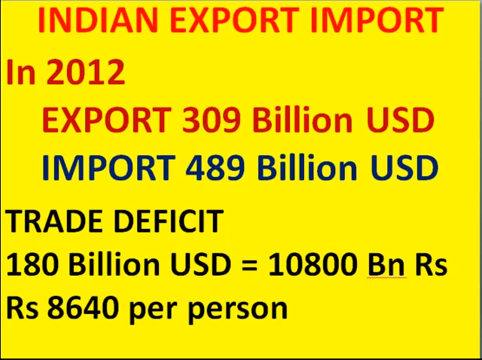 INDIAN EXPORT IMPORT
In 2012
EXPORT 309 Billion USD
IMPORT 489 Billion USD
TRADE DEFICIT
180 Billion USD = 10800 Bn Rs
Rs 8640 per person